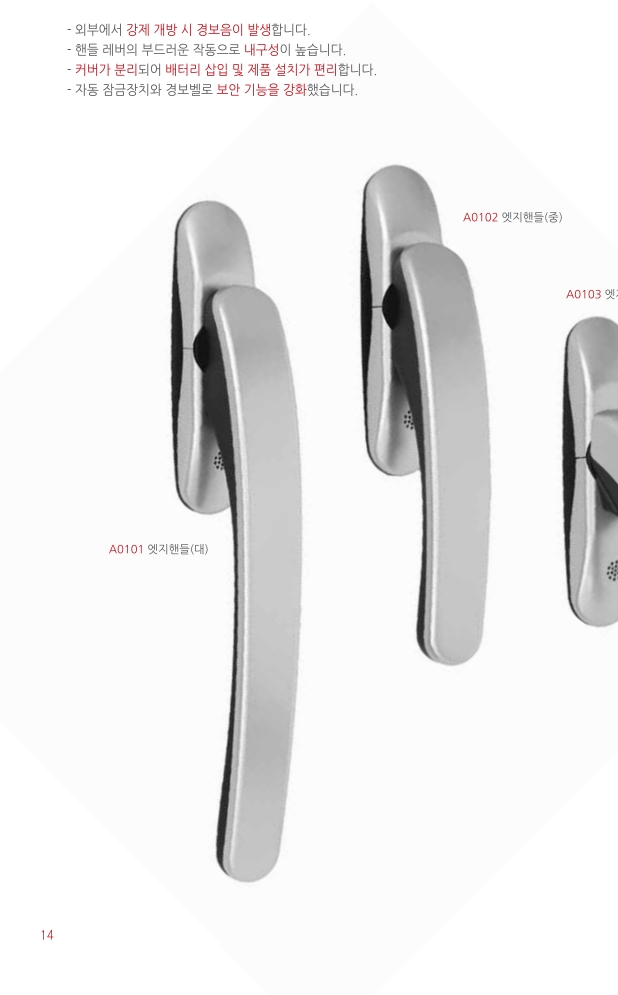 - 외부에서 강제 개방 시 경보음이 발생합니다.
- 핸들 레버의 부드러운 작동으로 내구성이 높습니다.
- 커버가 분리되어 배터리 삽입 및 제품 설치가 편리합니다.
- 자동 잠금장치와 경보벨로 보안 기능을 강화했습니다.
A0102 엣지핸들(중)
A0103 엣
A0101 엣지핸들(대)
14